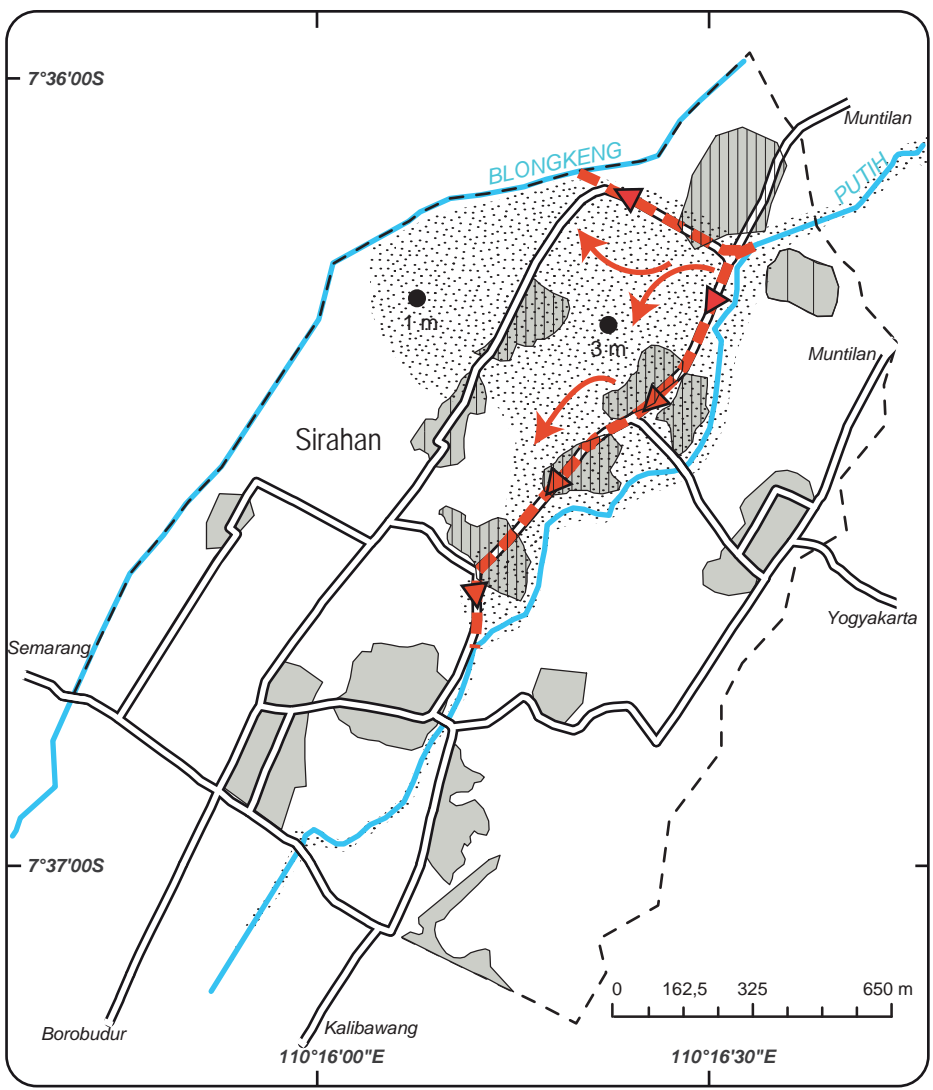 7°36'00S
Muntilan
BLONGKENG
PUTIH
1 m
3 m
Muntilan
Sirahan
Yogyakarta
Semarang
7°37'00S
0 162,5 325 650 m
Borobudur
Kalibawang
110°16'00"E
110°16'30"E